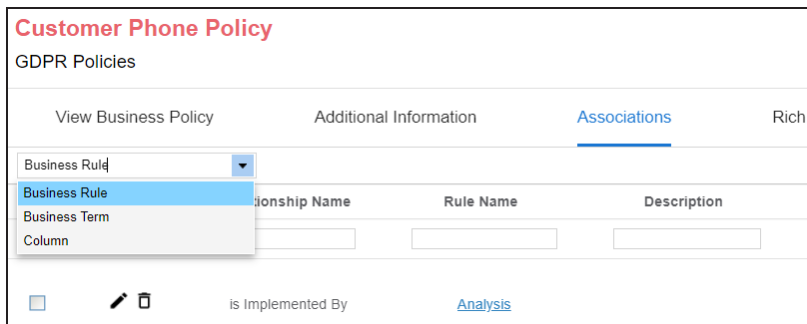 Customer Phone Policy
GDPR Policies
View Business Policy Additional Information Associations Rich
Business Rule
Business Rule
Business Term
Column
tionship Name Rule Name Description
is Implemented By Analysis